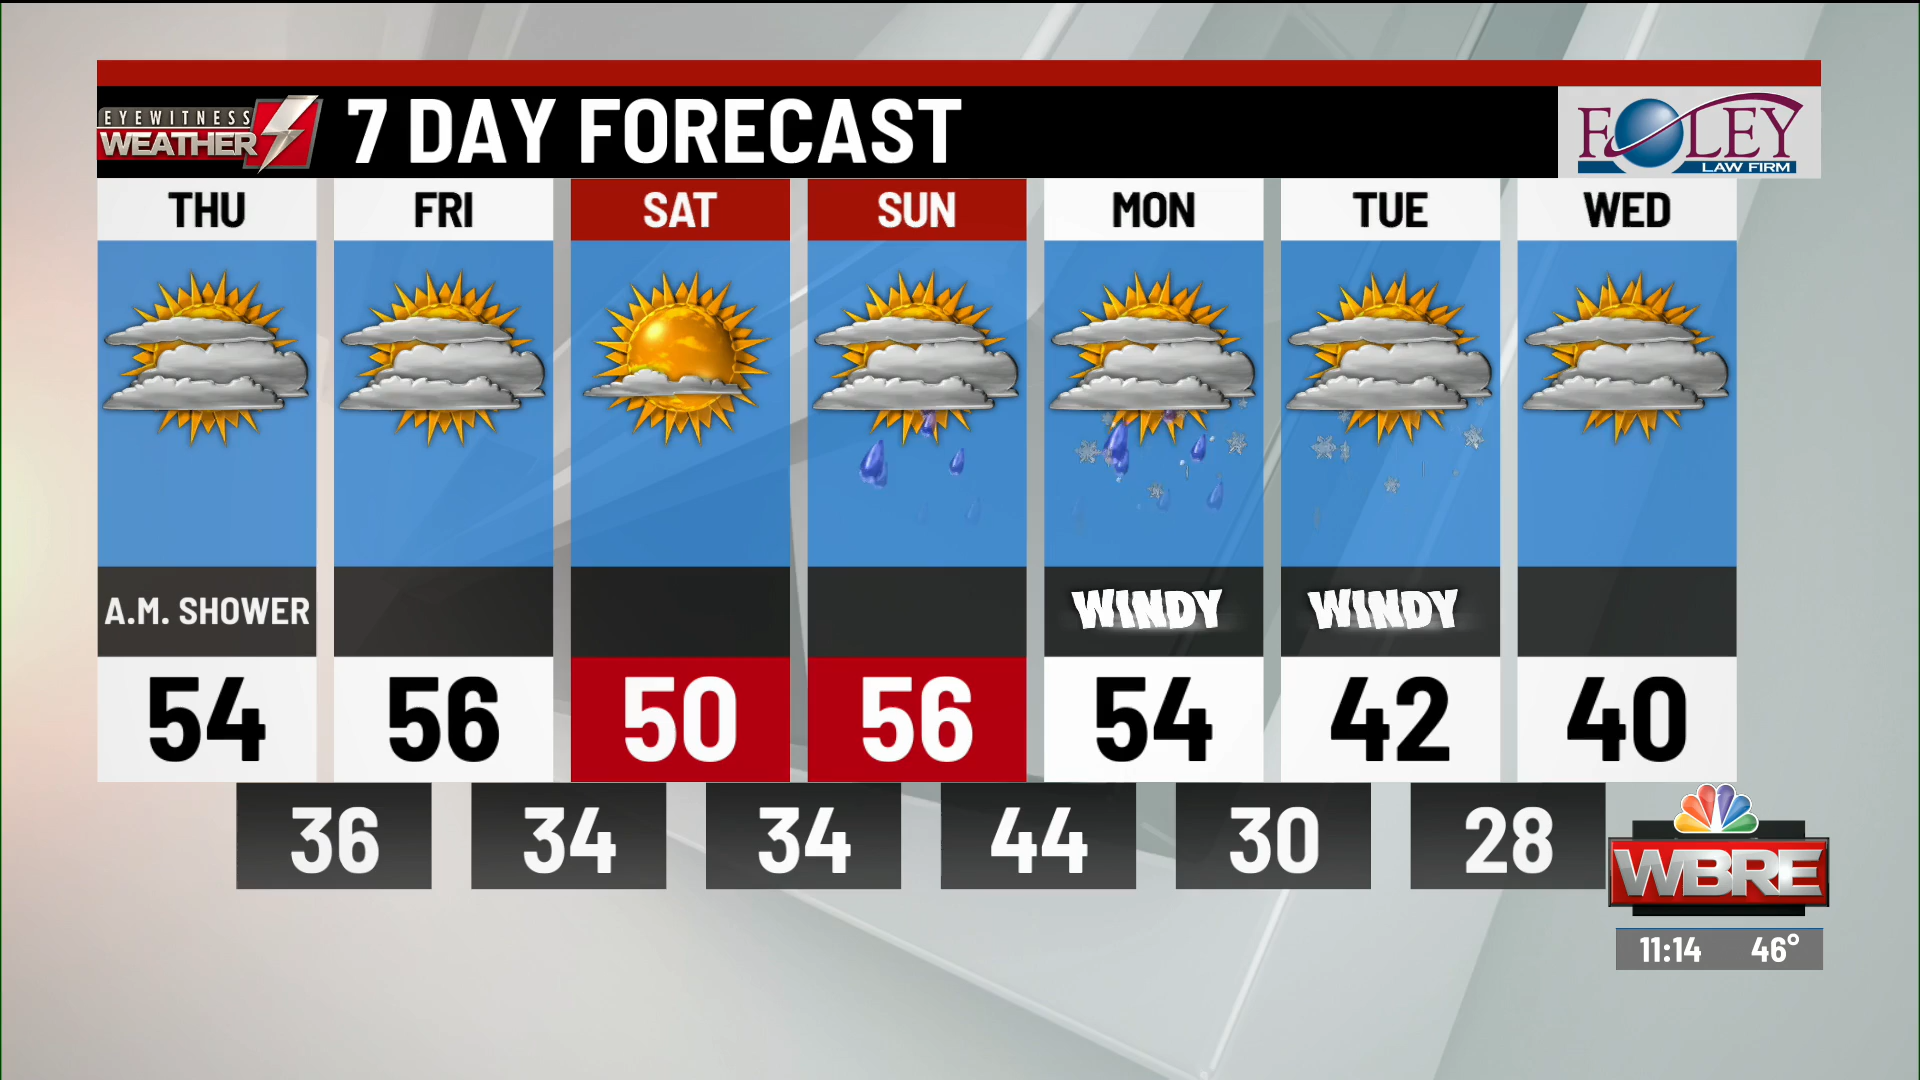 EYEWITNESS
WEATHER
7 DAY FORECAST
FOLEY
LAW FIRM
THU FRI SAT SUN MON TUE WED
A.M. SHOWER WINDY WINDY
54 56 50 56 54 42 40
36 34 34 44 30 28
WBRE
11:14 46°